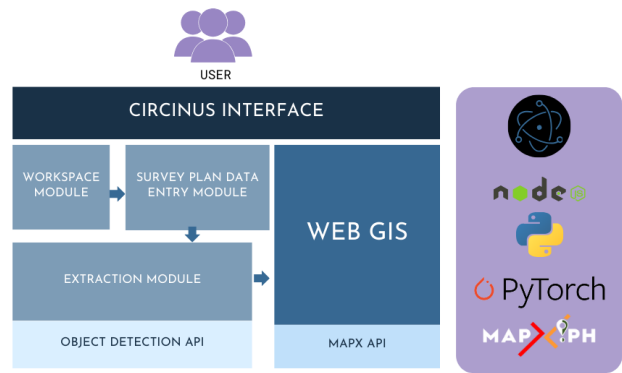 USER
CIRCINUS INTERFACE
WORKSPACE
MODULE
SURVEY PLAN DATA
ENTRY MODULE
WEB GIS
EXTRACTION MODULE
OBJECT DETECTION API
MAPX API
node
PyTorch
MAPX PH